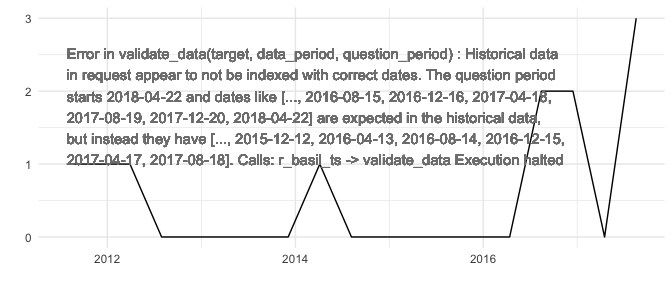 3
Error in validate_data(target, data_period, question_period) : Historical data
in request appear to not be indexed with correct dates. The question period
2
starts 2018-04-22 and dates like [..., 2016-08-15, 2016-12-16, 2017-04-18,
2017-08-19, 2017-12-20, 2018-04-22] are expected in the historical data,
but instead they have [..., 2015-12-12, 2016-04-13, 2016-08-14, 2016-12-15,
1
2017-04-17, 2017-08-18]. Calls: r_basil_ts -> validate_data Execution halted
0
2012 2014 2016